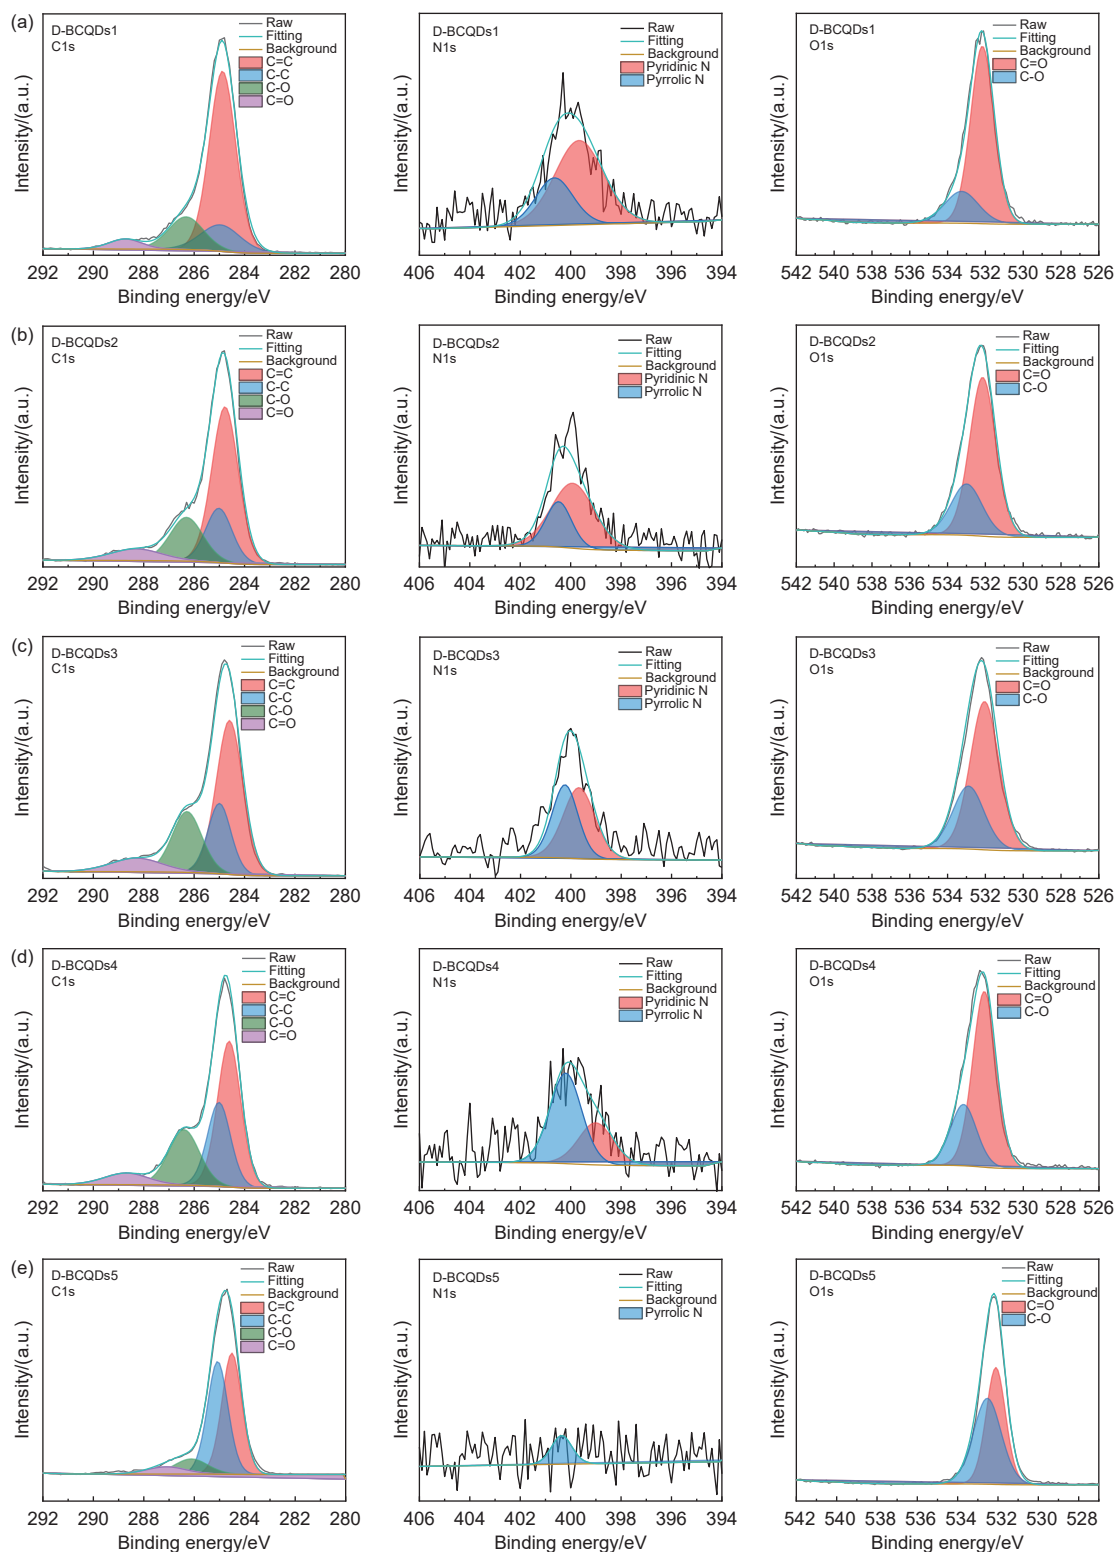 (a)
D-BCQDs1
C1s
Raw
Fitting
Background
C=C
C-C
C-O
C=O
Intensity/(a.u.)
292 290 288 286 284 282 280
Binding energy/eV
D-BCQDs1
N1s
Raw
Fitting
Background
Pyridinic N
Pyrrolic N
Intensity/(a.u.)
406 404 402 400 398 396 394
Binding energy/eV
D-BCQDs1
O1s
Raw
Fitting
Background
C=O
C-O
Intensity/(a.u.)
542 540 538 536 534 532 530 528 526
Binding energy/eV
(b)
D-BCQDs2
C1s
Raw
Fitting
Background
C=C
C-C
C-O
C=O
Intensity/(a.u.)
292 290 288 286 284 282 280
Binding energy/eV
D-BCQDs2
N1s
Raw
Fitting
Background
Pyridinic N
Pyrrolic N
Intensity/(a.u.)
406 404 402 400 398 396 394
Binding energy/eV
D-BCQDs2
O1s
Raw
Fitting
Background
C=O
C-O
Intensity/(a.u.)
542 540 538 536 534 532 530 528 526
Binding energy/eV
(c)
D-BCQDs3
C1s
Raw
Fitting
Background
C=C
C-C
C-O
C=O
Intensity/(a.u.)
292 290 288 286 284 282 280
Binding energy/eV
D-BCQDs3
N1s
Raw
Fitting
Background
Pyridinic N
Pyrrolic N
Intensity/(a.u.)
406 404 402 400 398 396 394
Binding energy/eV
D-BCQDs3
O1s
Raw
Fitting
Background
C=O
C-O
Intensity/(a.u.)
542 540 538 536 534 532 530 528 526
Binding energy/eV
(d)
D-BCQDs4
C1s
Raw
Fitting
Background
C=C
C-C
C-O
C=O
Intensity/(a.u.)
292 290 288 286 284 282 280
Binding energy/eV
D-BCQDs4
N1s
Raw
Fitting
Background
Pyridinic N
Pyrrolic N
Intensity/(a.u.)
406 404 402 400 398 396 394
Binding energy/eV
D-BCQDs4
O1s
Raw
Fitting
Background
C=O
C-O
Intensity/(a.u.)
542 540 538 536 534 532 530 528 526
Binding energy/eV
(e)
D-BCQDs5
C1s
Raw
Fitting
Background
C=C
C-C
C-O
C=O
Intensity/(a.u.)
292 290 288 286 284 282 280
Binding energy/eV
D-BCQDs5
N1s
Raw
Fitting
Background
Pyrrolic N
Intensity/(a.u.)
406 404 402 400 398 396 394
Binding energy/eV
D-BCQDs5
O1s
Raw
Fitting
Background
C=O
C-O
Intensity/(a.u.)
542 540 538 536 534 532 530 528
Binding energy/eV